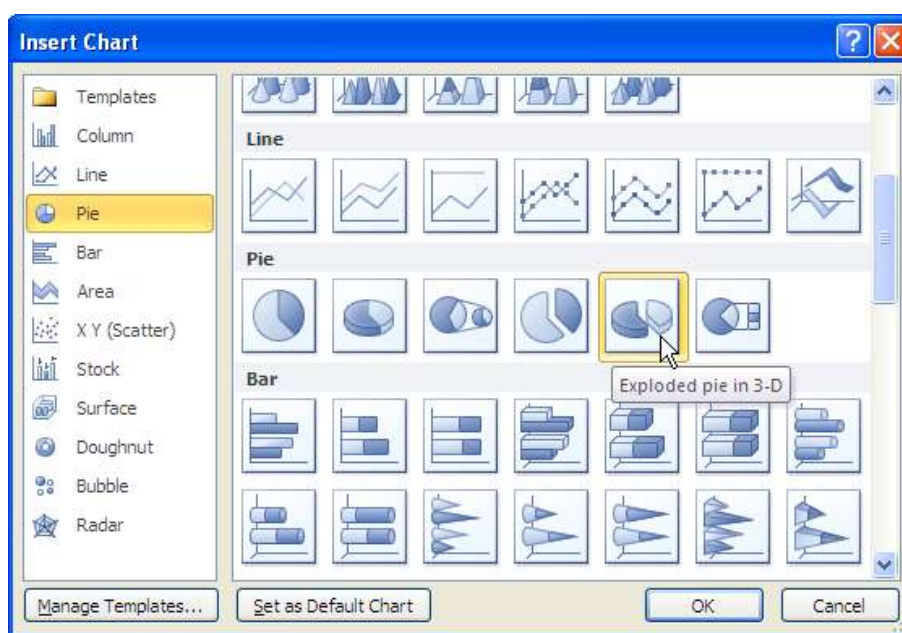 Insert Chart
Templates
Column
Line
Pie
Bar
Area
X Y (Scatter)
Stock
Surface
Doughnut
Bubble
Radar
Line
Pie
Exploded pie in 3-D
Bar
Manage Templates...
Set as Default Chart
OK
Cancel